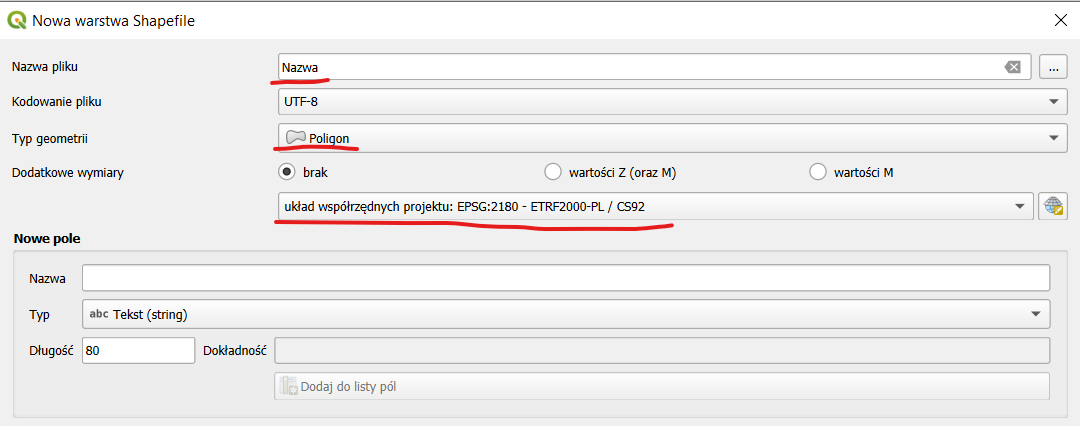 Nowa warstwa Shapefile
Nazwa pliku Nazwa ...
Kodowanie pliku UTF-8
Typ geometrii Poligon
Dodatkowe wymiary brak wartości Z (oraz M) wartości M
układ współrzędnych projektu: EPSG:2180 - ETRF2000-PL / CS92
Nowe pole
Nazwa
Typ abc Tekst (string)
Długość 80 Dokładność
Dodaj do listy pól